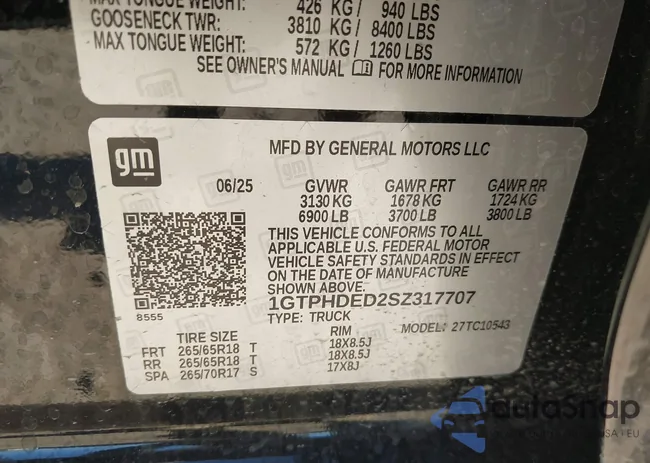 MAX TONGUE WEIGHT: 426 KG/ 940 LBS
GOOSENECK TWR: 3810 KG/ 8400 LBS
MAX TONGUE WEIGHT: 572 KG/ 1260 LBS
SEE OWNER'S MANUAL FOR MORE INFORMATION
gm
MFD BY GENERAL MOTORS LLC
06/25 GVWR GAWR FRT GAWR RR
3130 KG 1678 KG 1724 KG
6900 LB 3700 LB 3800 LB
THIS VEHICLE CONFORMS TO ALL
APPLICABLE U.S. FEDERAL MOTOR
VEHICLE SAFETY STANDARDS IN EFFECT
ON THE DATE OF MANUFACTURE
SHOWN ABOVE.
1GTPHDED2SZ317707
8555
TYPE: TRUCK MODEL: 27TC10543
TIRE SIZE RIM
FRT 265/65R18 T 18X8.5J
RR 265/65R18 T 18X8.5J
SPA 265/70R17 S 17X8J
autoSnap
USA EU